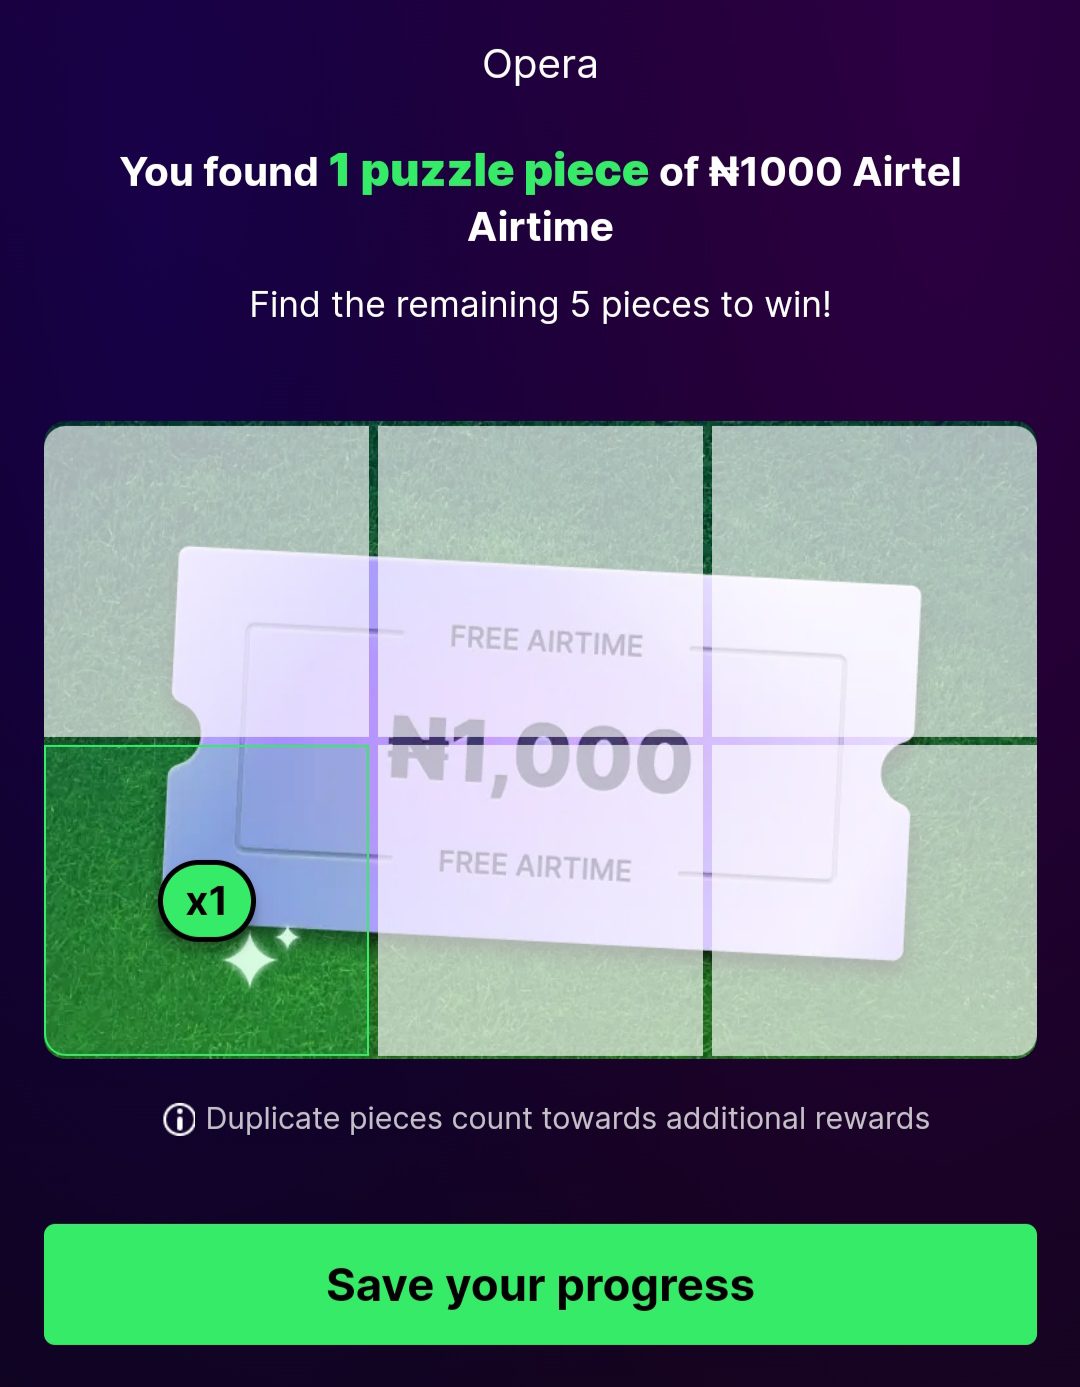 Opera
You found 1 puzzle piece of ₦1000 Airtel
Airtime
Find the remaining 5 pieces to win!
FREE AIRTIME
₦1,000
FREE AIRTIME
x1
Duplicate pieces count towards additional rewards
Save your progress